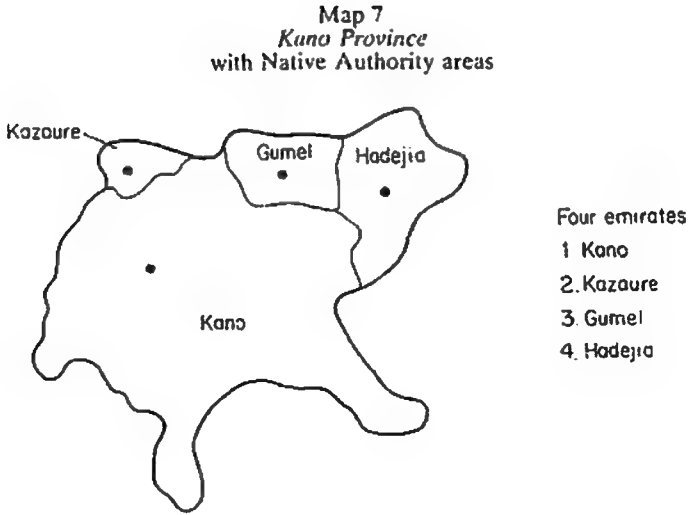 Map 7
Kano Province
with Native Authority areas
Kazaure
Gumel
Hadejia
Kano
Four emirates
1 Kano
2. Kazaure
3. Gumel
4. Hadejia